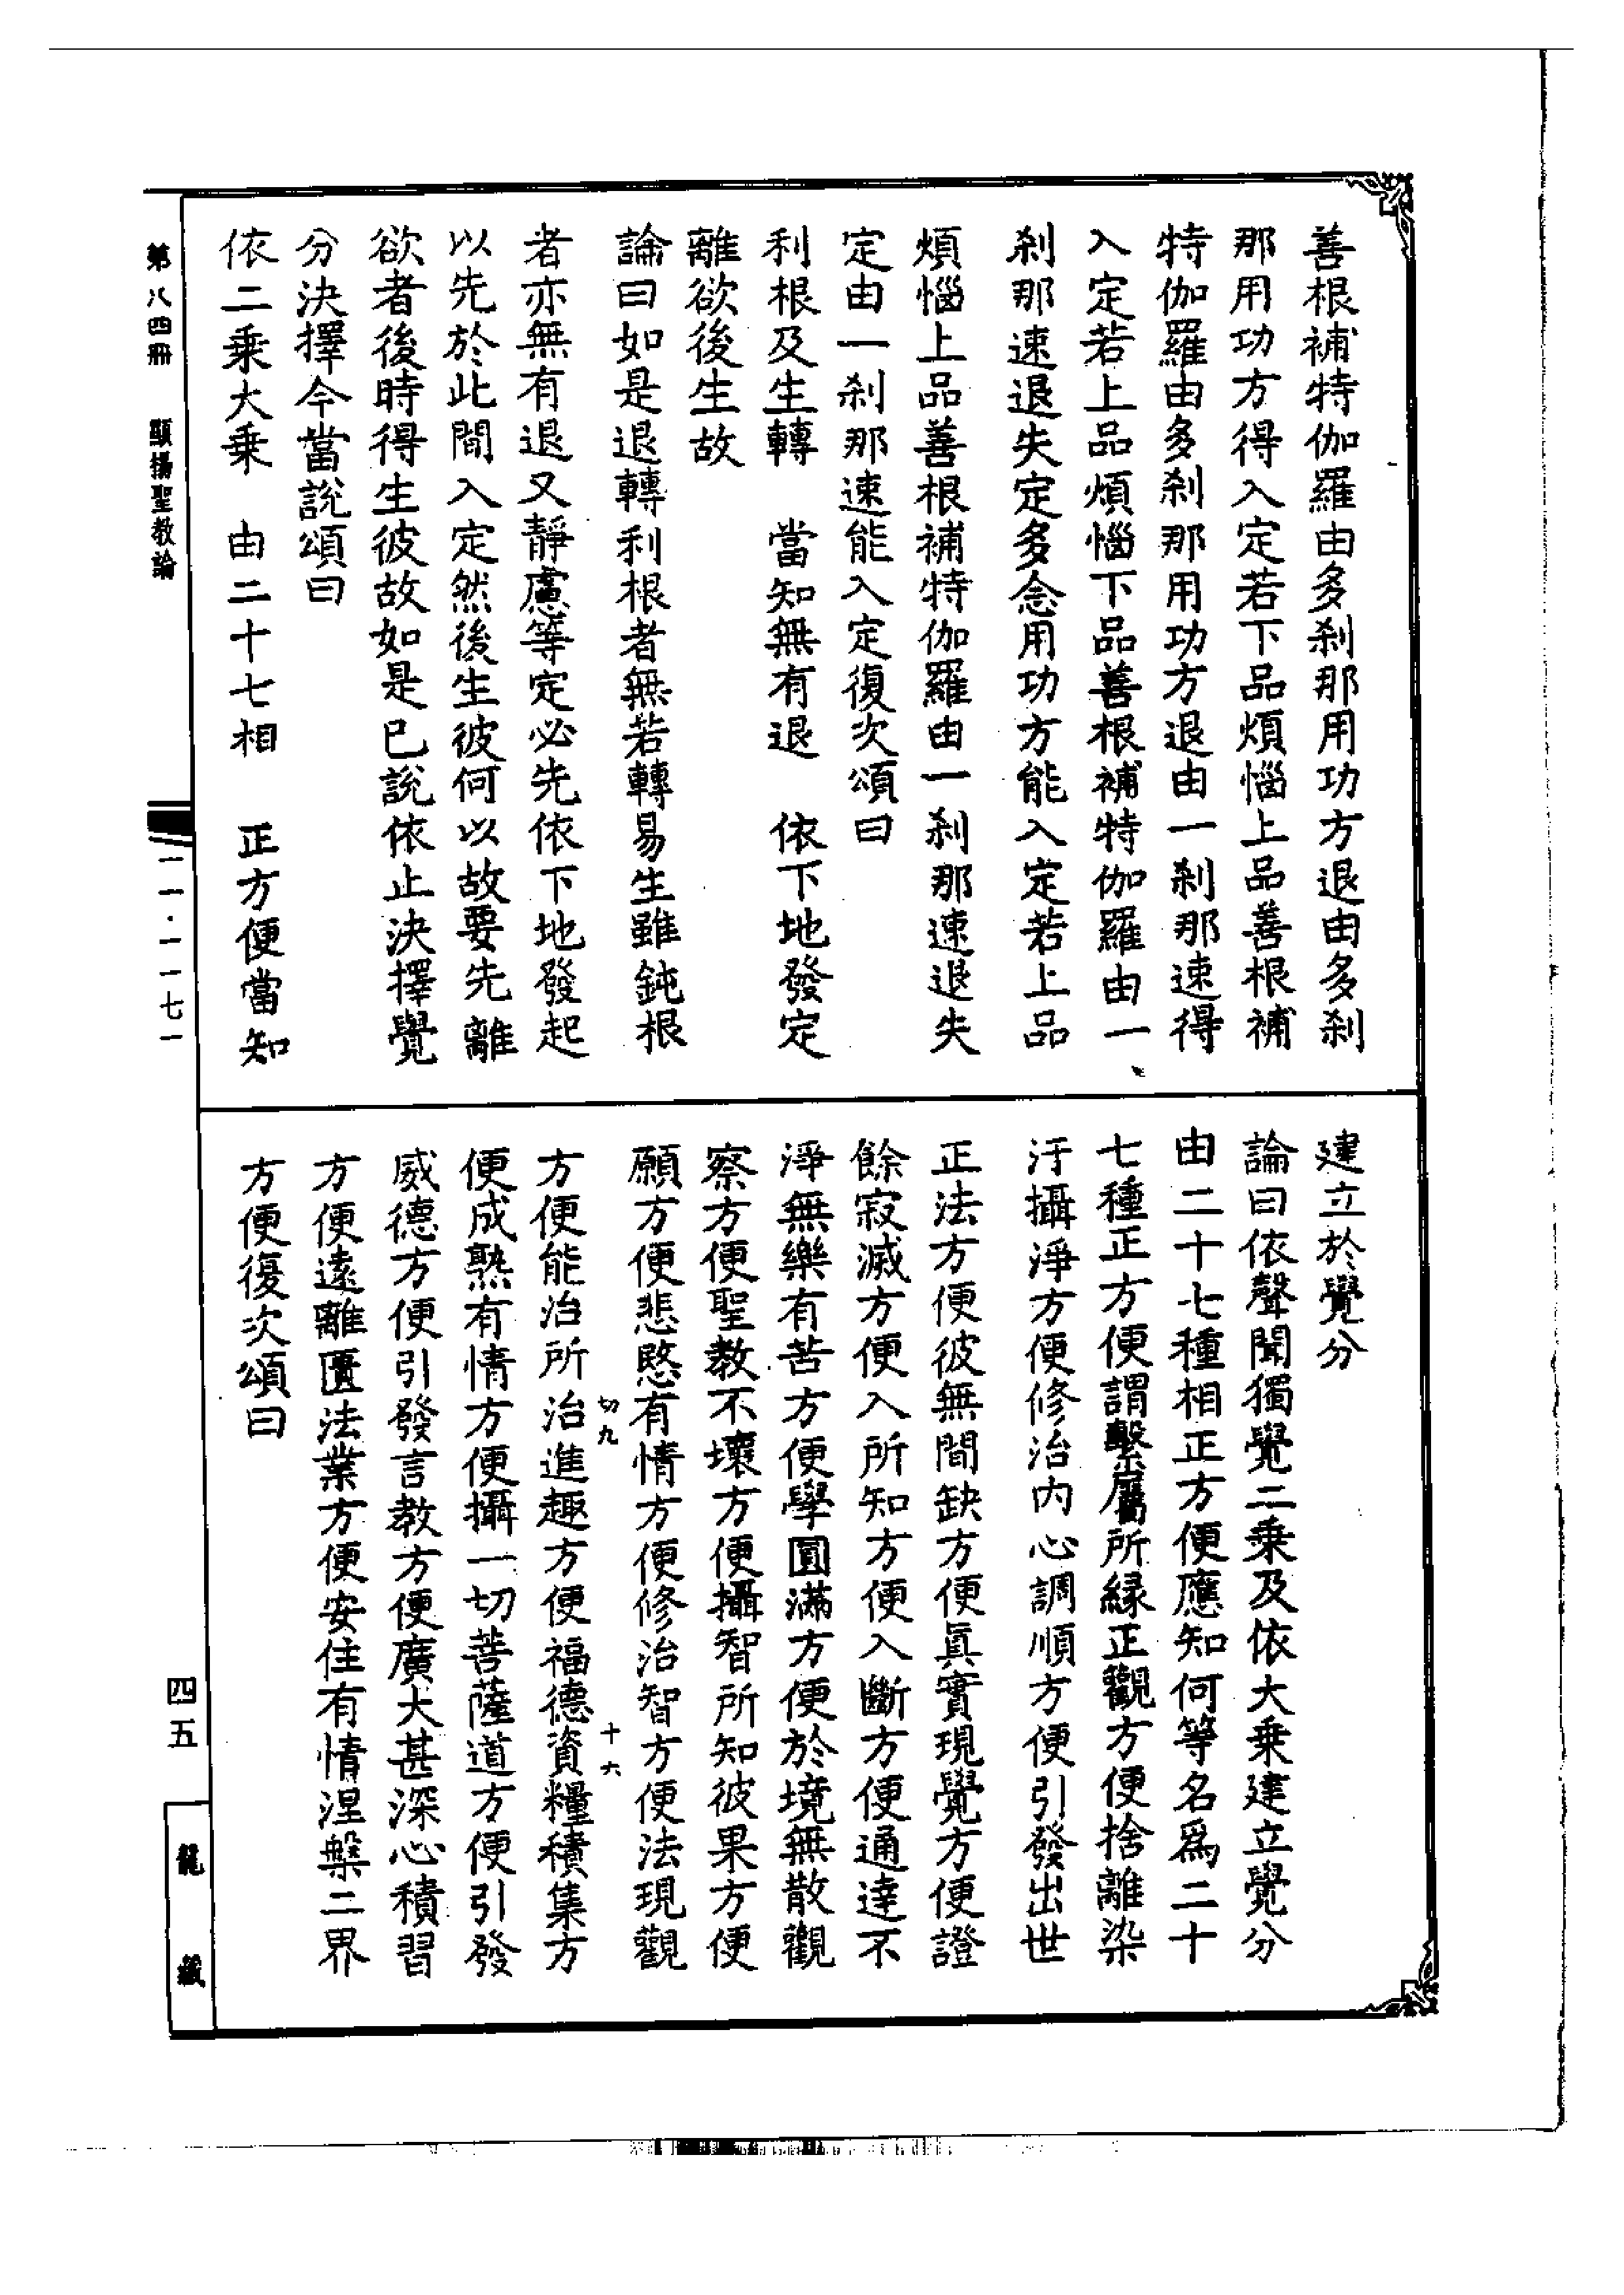 善根補特伽羅由多剎那用功方退由多剎
那用功方得入定若下品煩惱上品善根補
特伽羅由多剎那用功方退由一剎那速得
入定若上品煩惱下品善根補特伽羅由一
剎那速退失定多念用功方能入定若上品
煩惱上品善根補特伽羅由一剎那速退失
定由一剎那速能入定復次頌曰
利根及生轉　當知無有退　依下地發定
離欲後生故
論曰如是退轉利根者無若轉易生雖鈍根
者亦無有退又靜慮等定必先依下地發起
以先於此間入定然後生彼何以故要先離
欲者後時得生彼故如是已說依止決擇覺
分決擇今當說頌曰
依二乘大乘　由二十七相　正方便當知
建立於覺分
論曰依聲聞獨覺二乘及依大乘建立覺分
由二十七種相正方便應知何等名為二十
七種正方便謂繫屬所緣正觀方便捨離染
汙攝淨方便修治內心調順方便引發出世
正法方便彼無間缺方便真實現覺方便證
餘寂滅方便入所知方便入斷方便通達不
淨無樂有苦方便學圓滿方便於境無散觀
察方便聖教不壞方便攝智所知彼果方便
願方便悲愍有情方便修治智方便法現觀
方便能治所治進趣方便福德資糧積集方
便成熟有情方便攝一切菩薩道方便引發
威德方便引發言教方便廣大甚深心積習
方便遠離匱法業方便安住有情涅槃二界
方便復次頌曰
切九
十六
第八四冊　顯揚聖教論
一一·一一七一
四五
龍藏